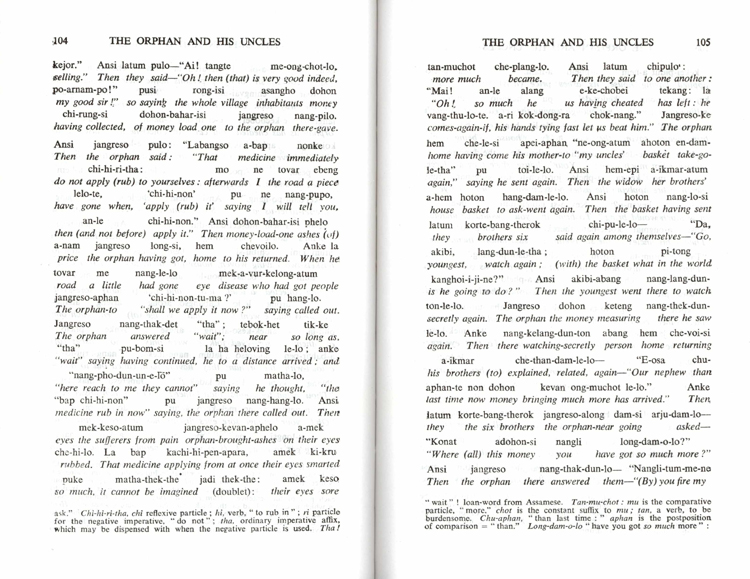 104 THE ORPHAN AND HIS UNCLES
kejor." Ansi latum pulo—"Ai! tangte me-ong-chot-lo,
selling." Then they said—"Oh! then (that) is very good indeed,
po-arnam-po!" pusi rong-isi asangho dohon
my good sir!" so saying the whole village inhabitants money
chi-rung-si dohon-bahar-isi jangreso nang-pilo.
having collected, of money load one to the orphan there-gave.
Ansi jangreso pulo: "Labangso a-bap nonke
Then the orphan said: "That medicine immediately
chi-hi-ri-tha: mo ne tovar ebeng
do not apply (rub) to yourselves: afterwards I the road a piece
lelo-te, 'chi-hi-non' pu ne nang-pupo,
have gone when, 'apply (rub) it' saying I will tell you,
an-le chi-hi-non." Ansi dohon-bahar-isi phelo
then (and not before) apply it." Then money-load-one ashes (of)
a-nam jangreso long-si, hem chevoilo. Anke la
price the orphan having got, home to his returned. When he
tovar me nang-le-lo mek-a-vur-kelong-atum
road a little had gone eye disease who had got people
jangreso-aphan 'chi-hi-non-tu-ma?' pu hang-lo.
The orphan-to "shall we apply it now?" saying called out.
Jangreso nang-thak-det "tha"; tebok-het tik-ke
The orphan answered "wait"; near so long as,
"tha" pu-bom-si la ha heloving le-lo; anke
"wait" saying having continued, he to a distance arrived; and
"nang-pho-dun-un-e-lō" pu matha-lo,
"here reach to me they cannot" saying he thought, "the
"bap chi-hi-non" pu jangreso nang-hang-lo. Ansi
medicine rub in now" saying, the orphan there called out. Then
mek-keso-atum jangreso-kevan-aphelo a-mek
eyes the sufferers from pain orphan-brought-ashes on their eyes
che-hi-lo. La bap kachi-hi-pen-apara, amek ki-kru
rubbed. That medicine applying from at once their eyes smarted
puke matha-thek-the jadi thek-the: amek keso
so much, it cannot be imagined (doublet): their eyes sore
ask." Chi-hi-ri-tha, chi reflexive particle; hi, verb, "to rub in"; ri particle
for the negative imperative, "do not"; tha, ordinary imperative affix,
which may be dispensed with when the negative particle is used. Tha!
THE ORPHAN AND HIS UNCLES 105
tan-muchot che-plang-lo. Ansi latum chipulo:
more much became. Then they said to one another:
"Mai! an-le alang e-ke-chobei tekang: la
"Oh! so much he us having cheated has left: he
vang-thu-lo-te, a-ri kok-dong-ra chok-nang." Jangreso-ke
comes-again-if, his hands tying fast let us beat him." The orphan
hem che-le-si apei-aphan "ne-ong-atum ahoton en-dam-
home having come his mother-to "my uncles' basket take-go-
le-tha" pu toi-le-lo. Ansi hem-epi a-ikmar-atum
again," saying he sent again. Then the widow her brothers'
a-hem hoton hang-dam-le-lo. Ansi hoton nang-lo-si
house basket to ask-went again. Then the basket having sent
latum korte-bang-therok chi-pu-le-lo— "Da,
they brothers six said again among themselves—"Go,
akibi, lang-dun-le-tha; hoton pi-tong
youngest, watch again; (with) the basket what in the world
kanghoi-i-ji-ne?" Ansi akibi-abang nang-lang-dun-
is he going to do?" Then the youngest went there to watch
ton-le-lo. Jangreso dohon keteng nang-thek-dun-
secretly again. The orphan the money measuring there he saw
le-lo. Anke nang-kelang-dun-ton abang hem che-voi-si
again. Then there watching-secretly person home returning
a-ikmar che-than-dam-le-lo— "E-osa chu-
his brothers (to) explained, related, again—"Our nephew than
aphan-te non dohon kevan ong-muchot le-lo." Anke
last time now money bringing much more has arrived." Then
latum korte-bang-therok jangreso-along dam-si arju-dam-lo—
they the six brothers the orphan-near going asked—
"Konat adohon-si nangli long-dam-o-lo?"
"Where (all) this money you have got so much more?"
Ansi jangreso nang-thak-dun-lo— "Nangli-tum-me-ne
Then the orphan there answered them—"(By) you fire my
"wait"! loan-word from Assamese. Tan-mu-chot: mu is the comparative
particle, "more," chot is the constant suffix to mu; tan, a verb, to be
burdensome. Chu-aphan, "than last time:" aphan is the postposition
of comparison = "than." Long-dam-o-lo "have you got so much more":